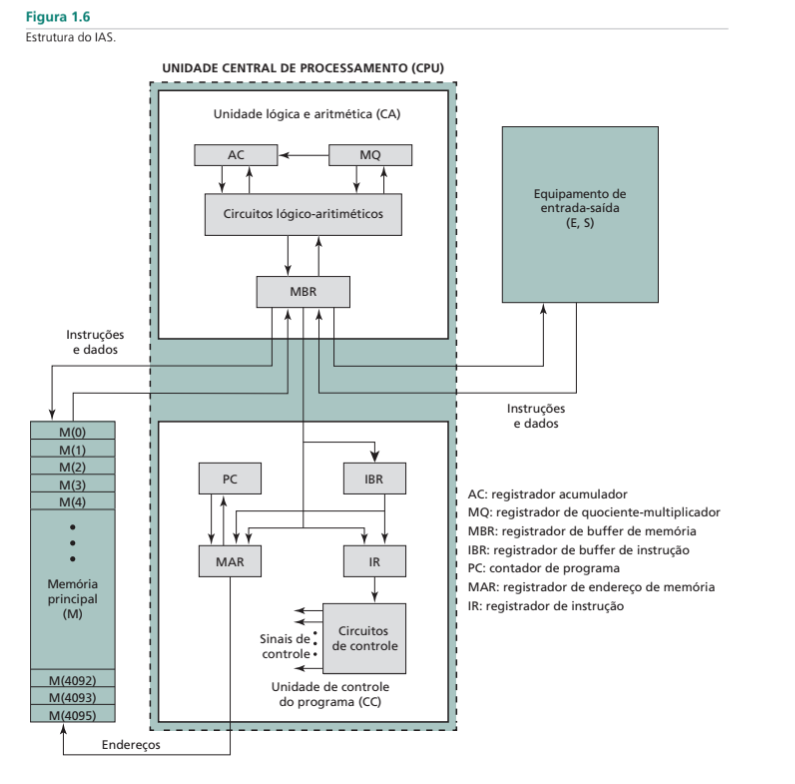 Figura 1.6
Estrutura do IAS.
UNIDADE CENTRAL DE PROCESSAMENTO (CPU)
Unidade lógica e aritmética (CA)
AC
MQ
Circuitos lógico-aritiméticos
MBR
Equipamento de
entrada-saída
(E, S)
Instruções
e dados
Instruções
e dados
M(0)
M(1)
M(2)
M(3)
M(4)
Memória
principal
(M)
M(4092)
M(4093)
M(4095)
PC
IBR
MAR
IR
Sinais de
controle
Circuitos
de controle
Unidade de controle
do programa (CC)
Endereços
AC: registrador acumulador
MQ: registrador de quociente-multiplicador
MBR: registrador de buffer de memória
IBR: registrador de buffer de instrução
PC: contador de programa
MAR: registrador de endereço de memória
IR: registrador de instrução